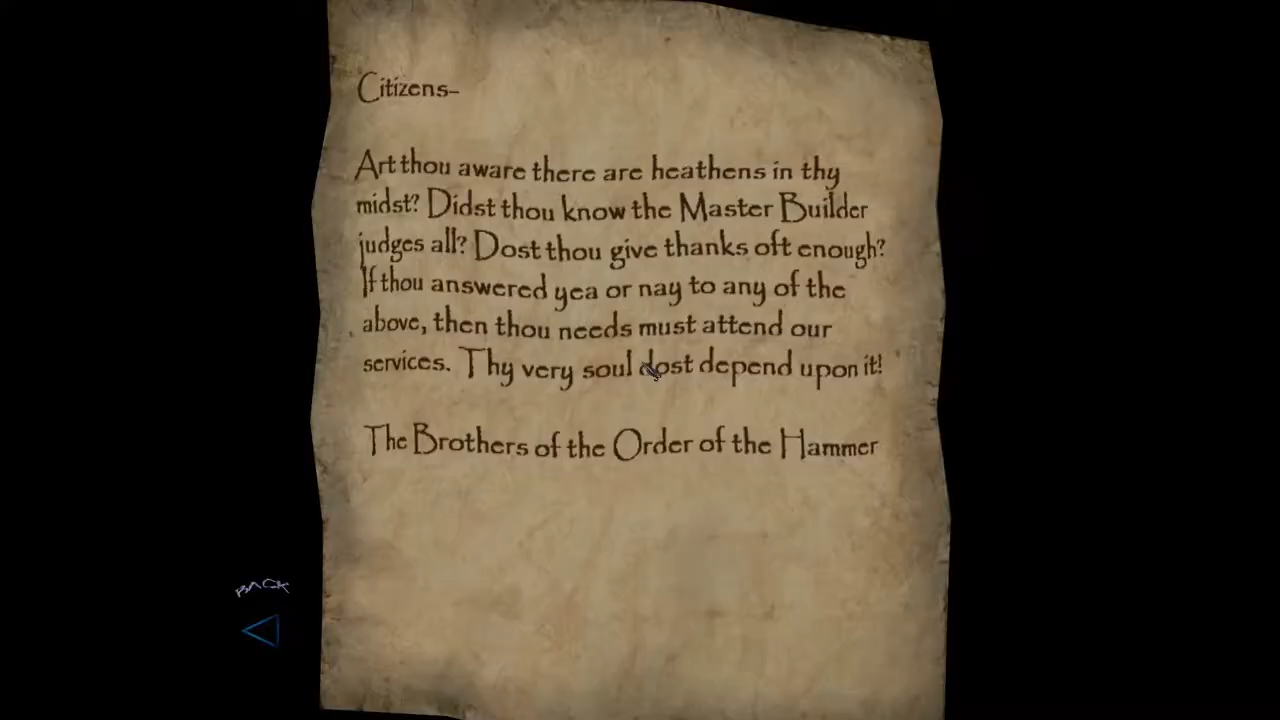 Citizens-
Art thou aware there are heathens in thy
midst? Didst thou know the Master Builder
judges all? Dost thou give thanks oft enough?
If thou answered yea or nay to any of the
above, then thou needs must attend our
services. Thy very soul dost depend upon it!
The Brothers of the Order of the Hammer
BACK